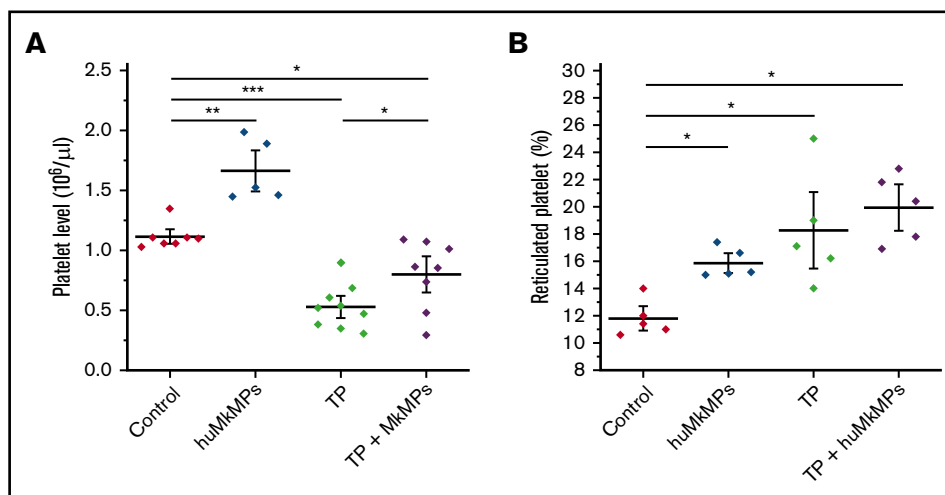 A
Platelet level (10⁶/µl)
2.5
2.0
1.5
1.0
0.5
0.0
*
***
**
*
Control
huMkMPs
TP
TP + MkMPs
B
Reticulated platelet (%)
30
28
26
24
22
20
18
16
14
12
10
8
*
*
*
Control
huMkMPs
TP
TP + huMkMPs